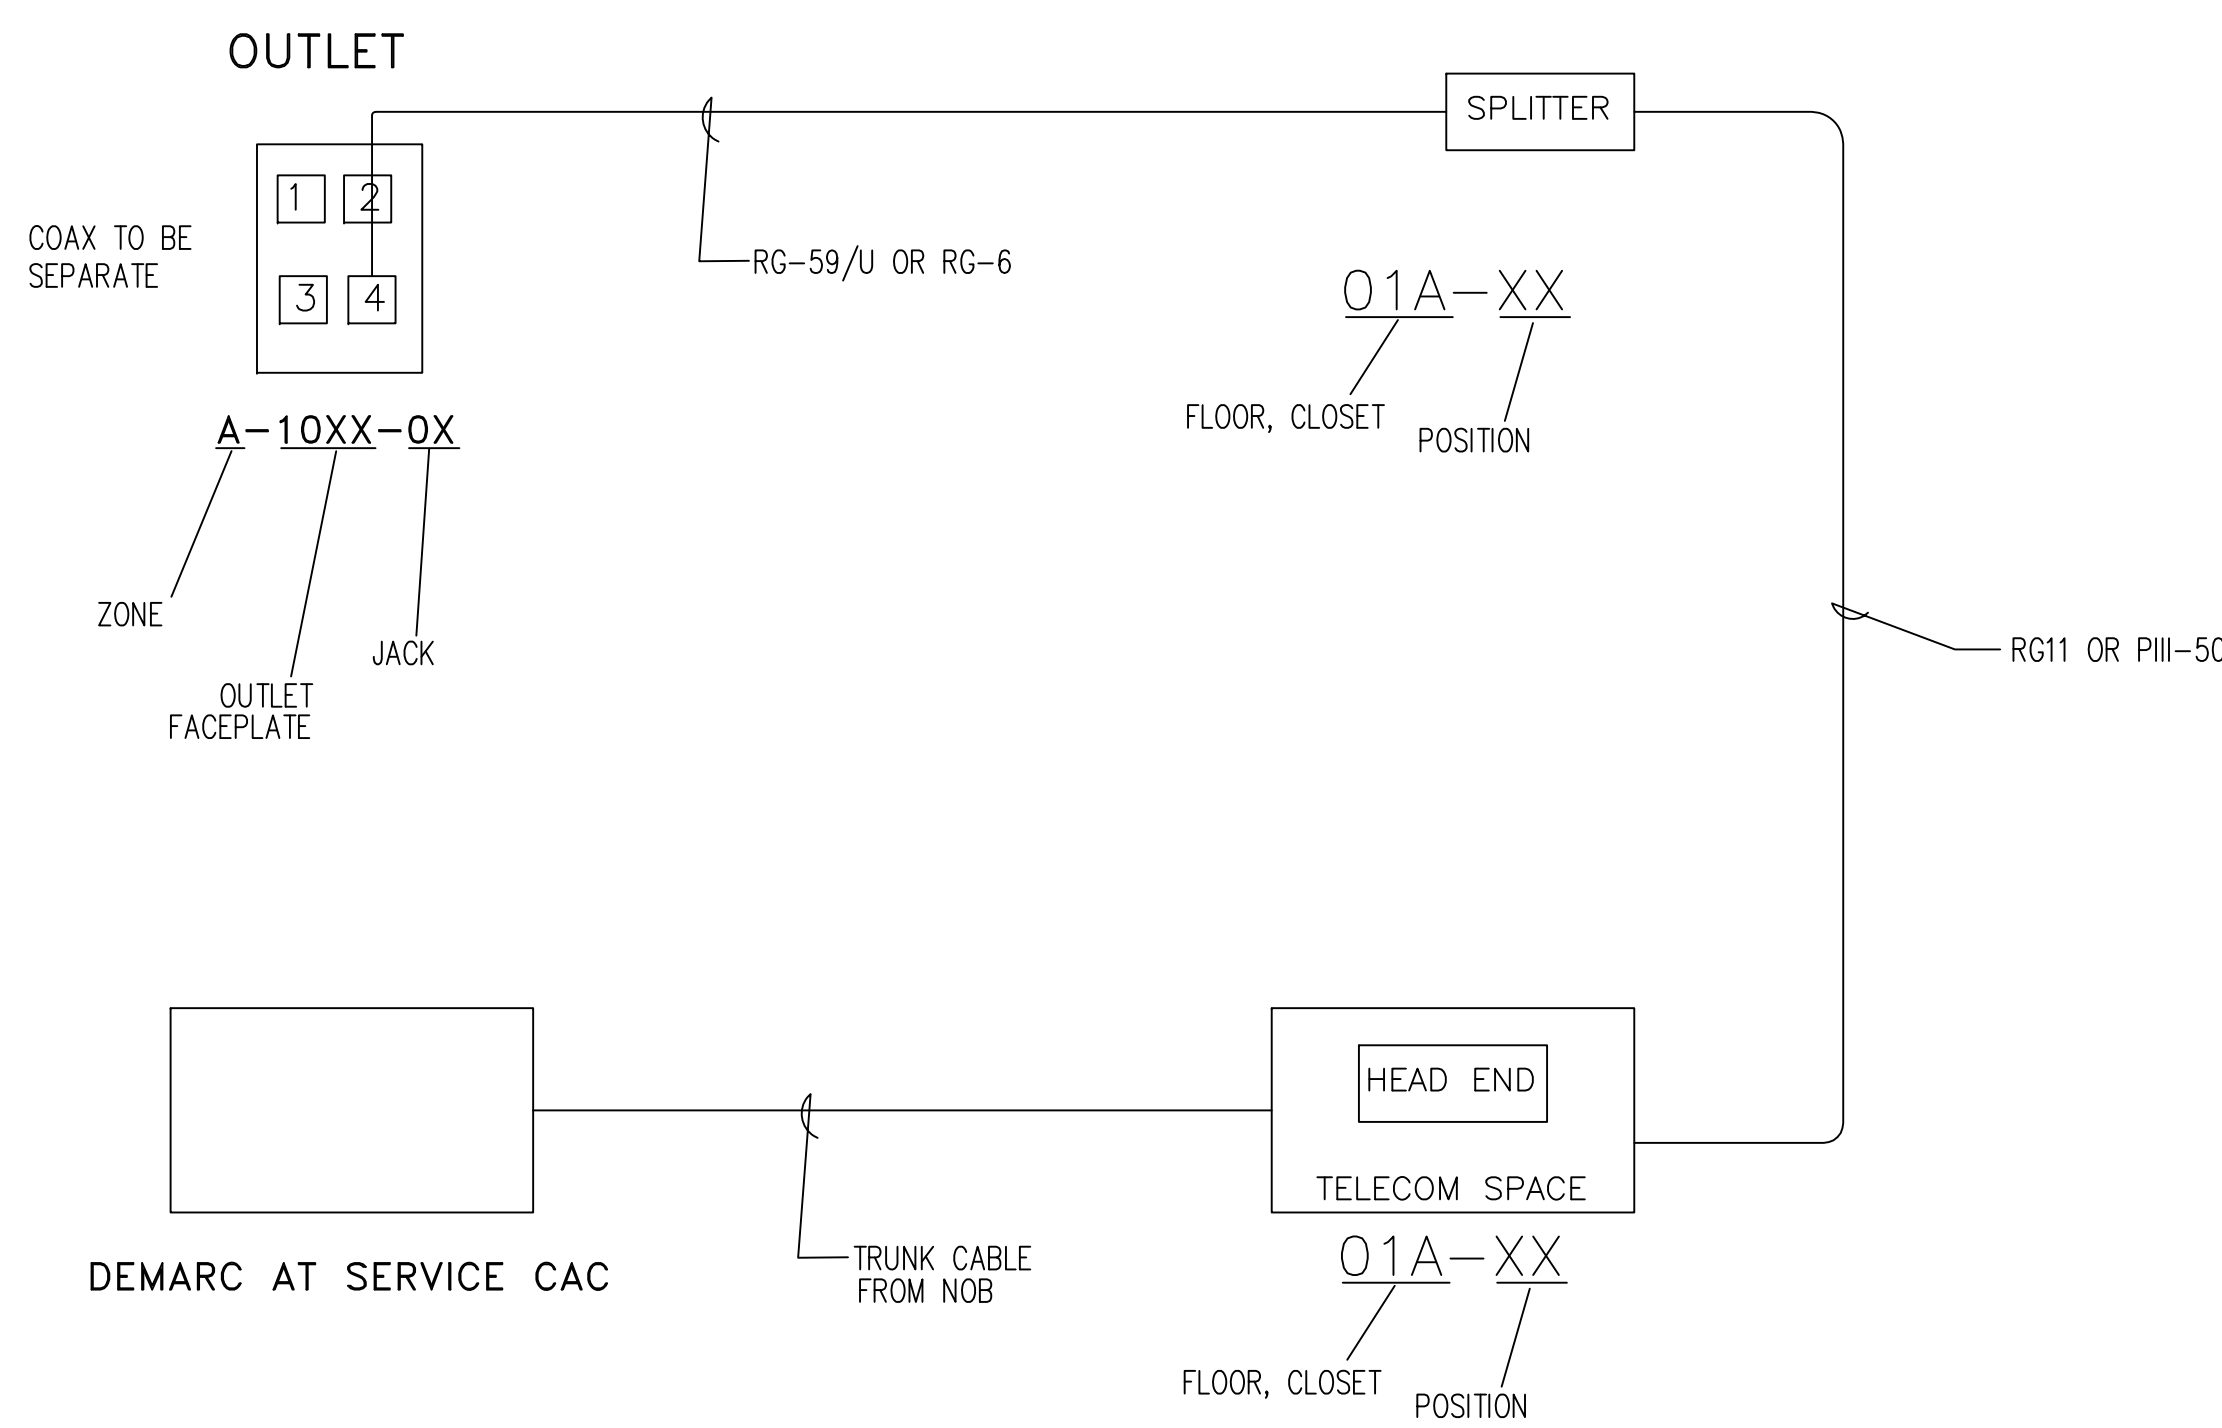 OUTLET
SPLITTER
1 2
COAX TO BE
SEPARATE
3 4
RG-59/U OR RG-6
01A-XX
FLOOR, CLOSET
POSITION
A-10XX-0X
ZONE
JACK
OUTLET
FACEPLATE
RG11 OR PIII-50
HEAD END
TELECOM SPACE
DEMARC AT SERVICE CAC
TRUNK CABLE
FROM NOB
01A-XX
FLOOR, CLOSET
POSITION